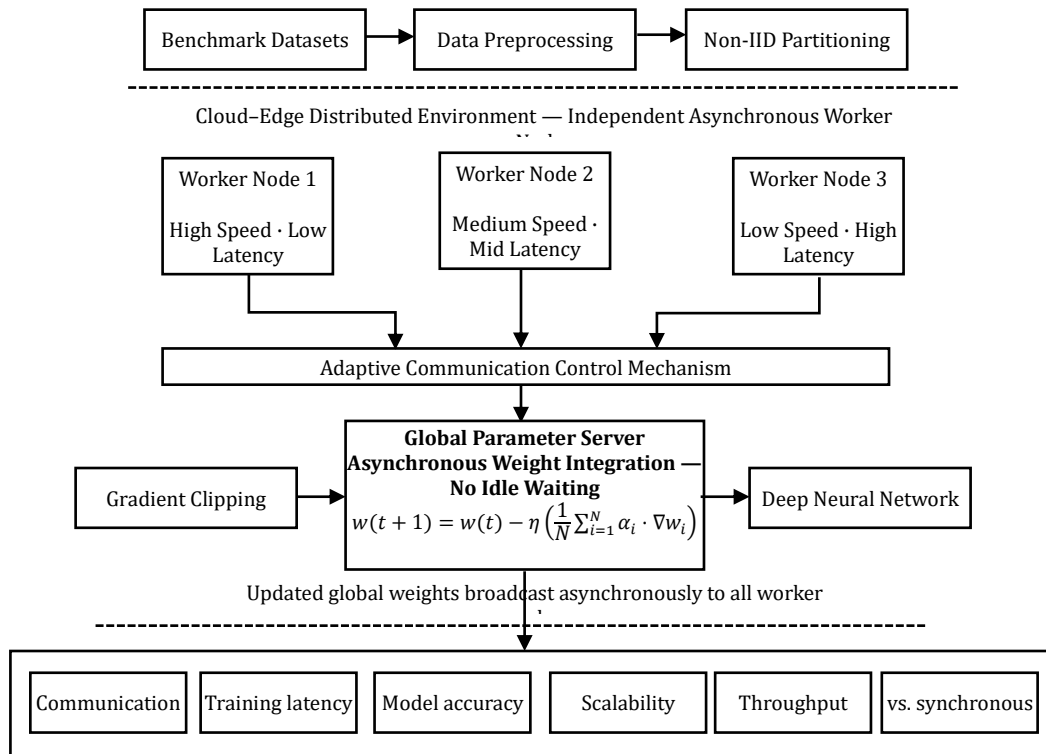 Benchmark Datasets
Data Preprocessing
Non-IID Partitioning
Cloud–Edge Distributed Environment — Independent Asynchronous Worker
Worker Node 1
High Speed · Low
Latency
Worker Node 2
Medium Speed ·
Mid Latency
Worker Node 3
Low Speed · High
Latency
Adaptive Communication Control Mechanism
Global Parameter Server
Asynchronous Weight Integration —
No Idle Waiting
w(t + 1) = w(t) − η (1/N ∑_{i=1}^{N} α_i · ∇w_i)
Gradient Clipping
Deep Neural Network
Updated global weights broadcast asynchronously to all worker
Communication
Training latency
Model accuracy
Scalability
Throughput
vs. synchronous